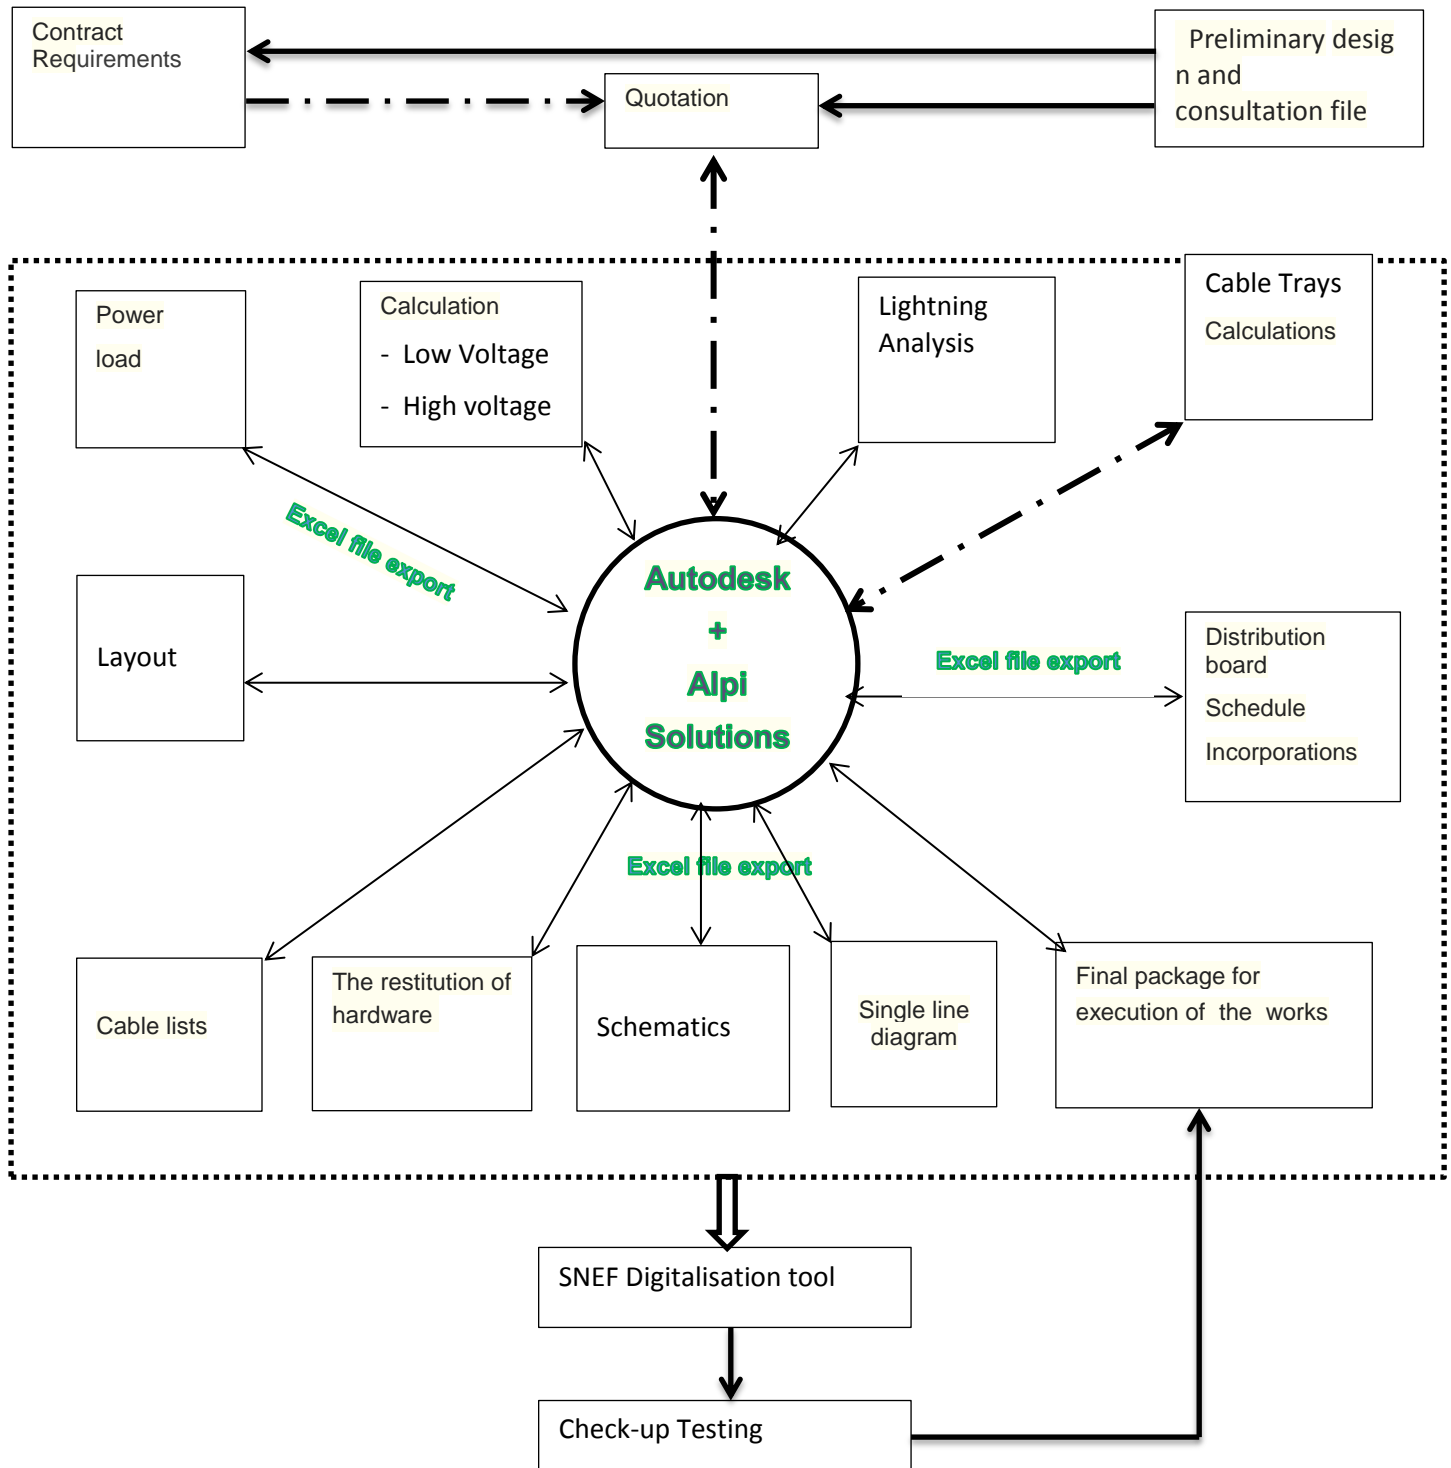 Contract
Requirements
Quotation
Preliminary desig
n and
consultation file
Power
load
Calculation
- Low Voltage
- High voltage
Lightning
Analysis
Cable Trays
Calculations
Excel file export
Autodesk
+
Alpi
Solutions
Layout
Excel file export
Distribution
board
Schedule
Incorporations
Excel file export
Cable lists
The restitution of
hardware
Schematics
Single line
diagram
Final package for
execution of the works
SNEF Digitalisation tool
Check-up Testing